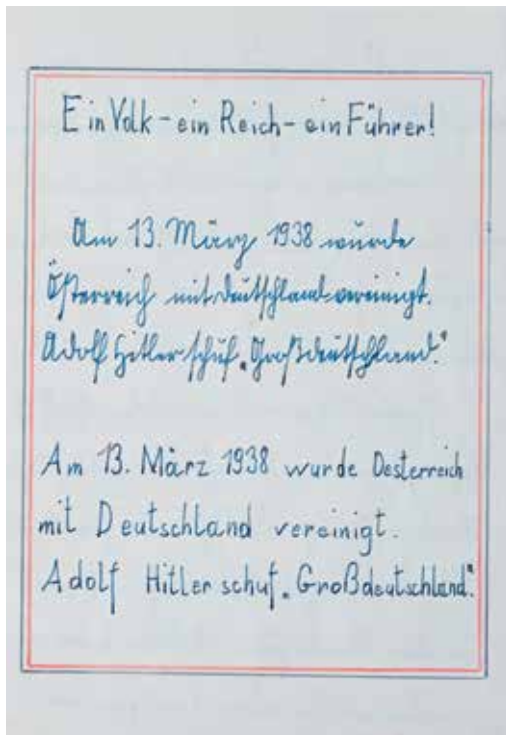 Ein Volk - ein Reich - ein Führer!
Am 13. März 1938 wurde
Österreich mit Deutschland vereinigt.
Adolf Hitler schuf „Großdeutschland."
Am 13. März 1938 wurde Oesterreich
mit Deutschland vereinigt.
Adolf Hitler schuf „Großdeutschland."